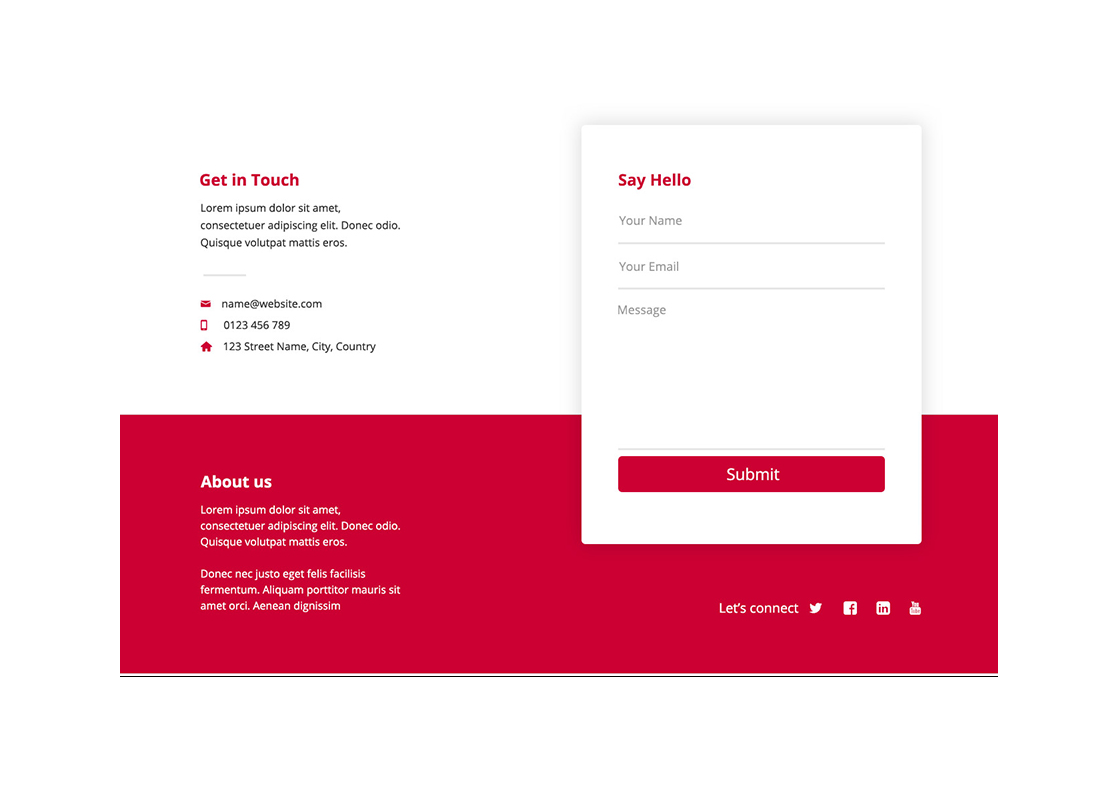 Get in Touch
Lorem ipsum dolor sit amet,
consectetuer adipiscing elit. Donec odio.
Quisque volutpat mattis eros.
name@website.com
0123 456 789
123 Street Name, City, Country
Say Hello
Your Name
Your Email
Message
Submit
About us
Lorem ipsum dolor sit amet,
consectetuer adipiscing elit. Donec odio.
Quisque volutpat mattis eros.
Donec nec justo eget felis facilisis
fermentum. Aliquam porttitor mauris sit
amet orci. Aenean dignissim
Let’s connect